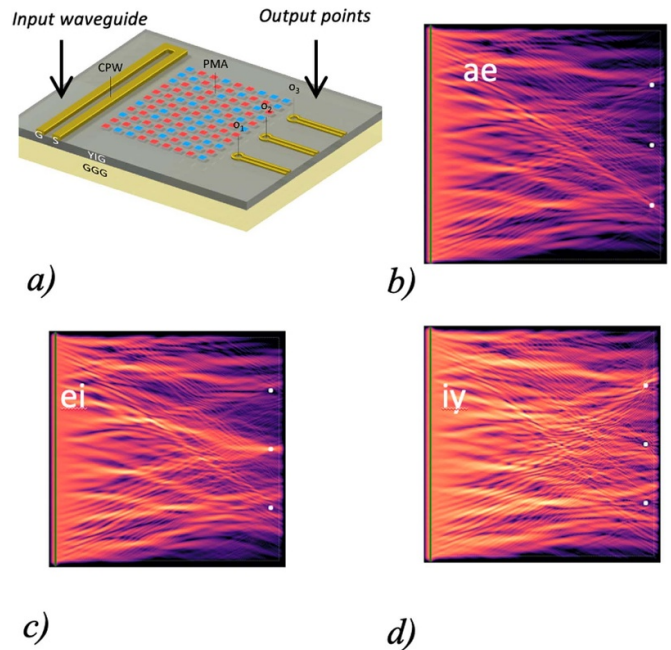 Input waveguide
Output points
CPW
PMA
O3
O2
O1
G
S
YIG
GGG
a)
ae
b)
ei
c)
iy
d)